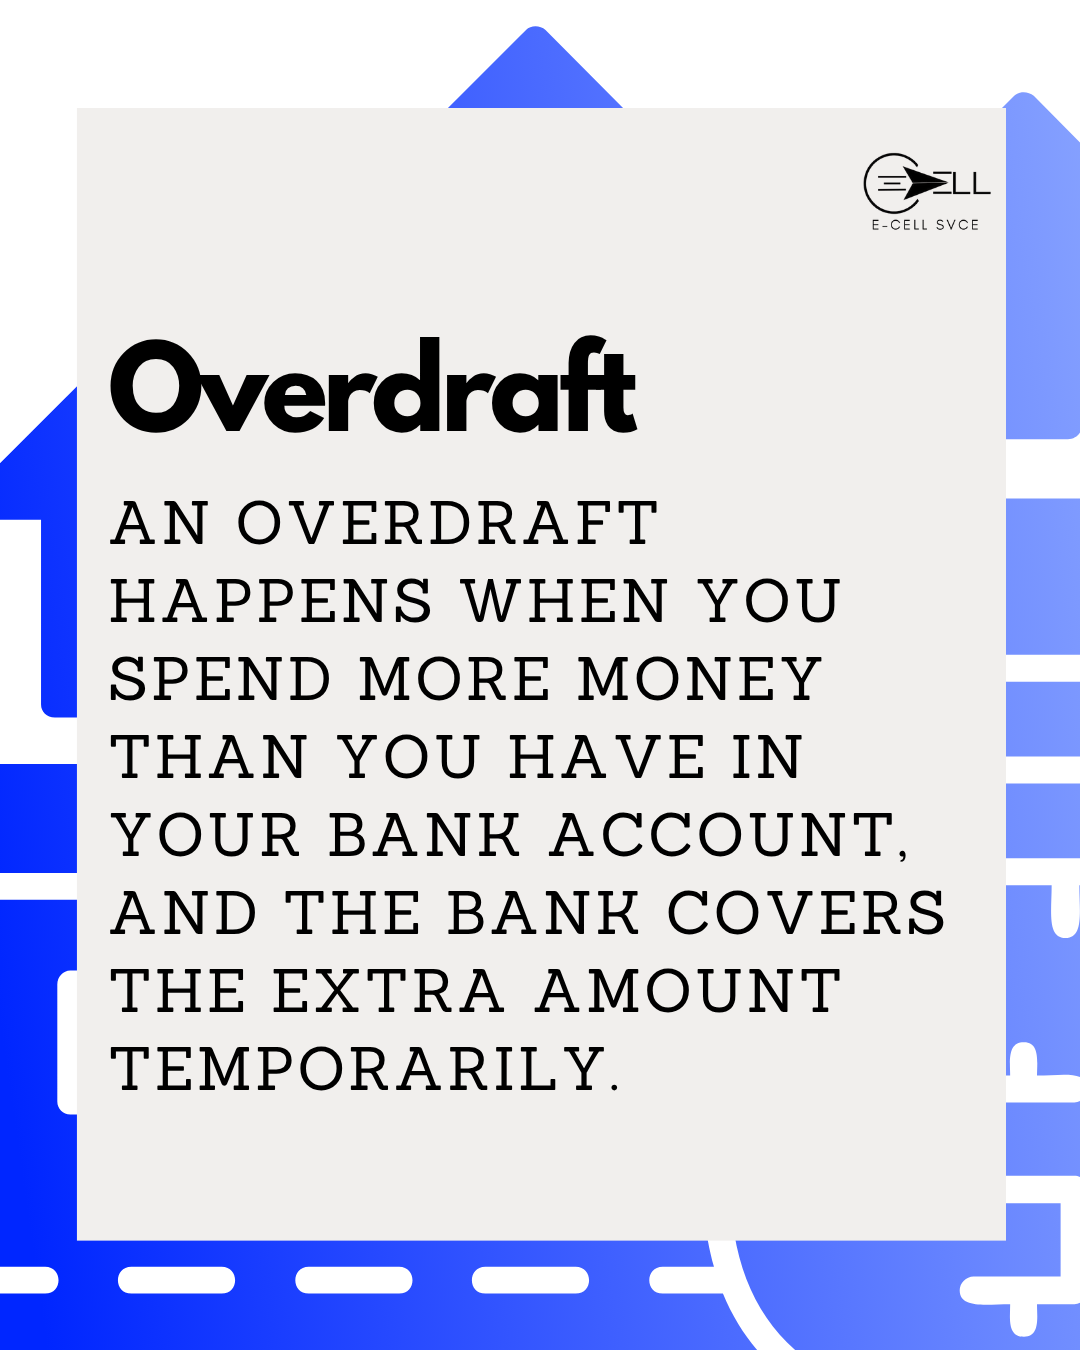 ELL
E-CELL SVCE
Overdraft
AN OVERDRAFT
HAPPENS WHEN YOU
SPEND MORE MONEY
THAN YOU HAVE IN
YOUR BANK ACCOUNT,
AND THE BANK COVERS
THE EXTRA AMOUNT
TEMPORARILY.